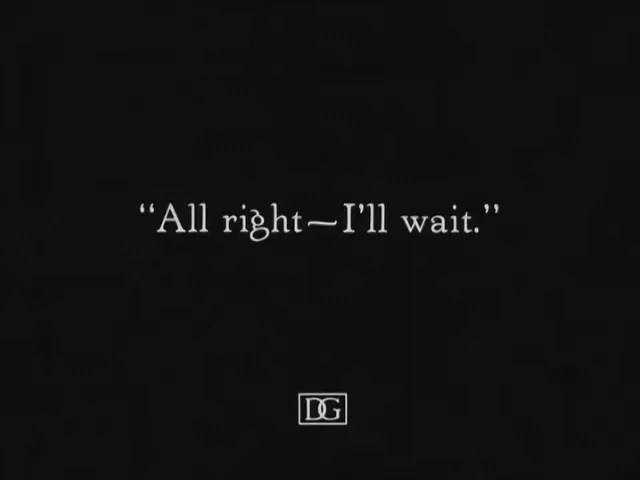 “All right—I’ll wait.”
DG